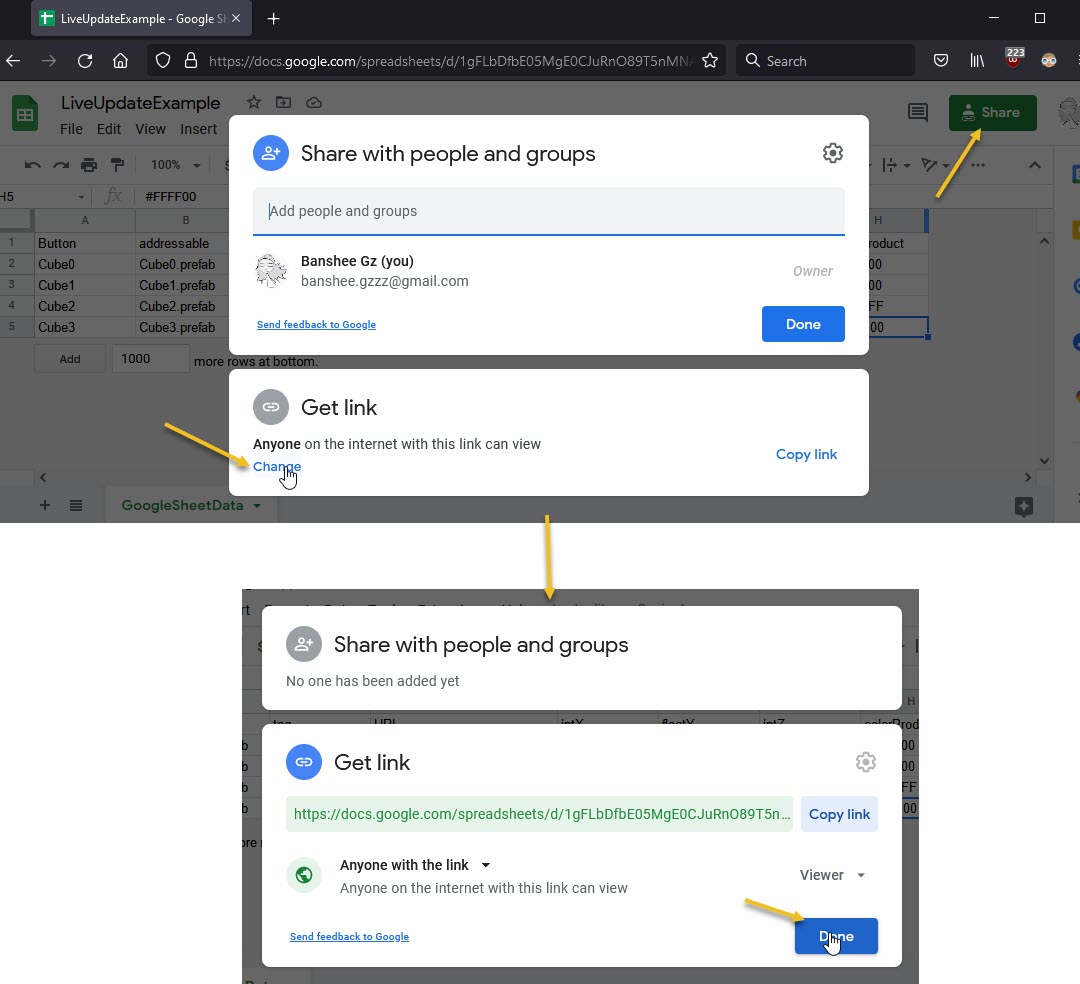 LiveUpdateExample - Google Sh
https://docs.google.com/spreadsheets/d/1gFLbDfbE05MgE0CJuRnO89T5nMNA
Search
223
LiveUpdateExample
File Edit View Insert
Share
100%
H5
fx
#FFFF00
A B H
1 Button addressable roduct
2 Cube0 Cube0.prefab 00
3 Cube1 Cube1.prefab 00
4 Cube2 Cube2.prefab FF
5 Cube3 Cube3.prefab 00
Add 1000 more rows at bottom.
GoogleSheetData
Share with people and groups
Add people and groups
Banshee Gz (you)
banshee.gzzz@gmail.com
Owner
Send feedback to Google
Done
Get link
Anyone on the internet with this link can view
Change
Copy link
Share with people and groups
No one has been added yet
H
Get link
https://docs.google.com/spreadsheets/d/1gFLbDfbE05MgE0CJuRnO89T5n...
Copy link
Anyone with the link
Anyone on the internet with this link can view
Viewer
Send feedback to Google
Done